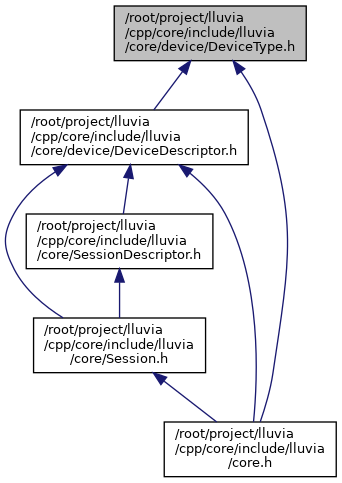 /root/project/lluvia
/cpp/core/include/lluvia
/core/device/DeviceType.h
/root/project/lluvia
/cpp/core/include/lluvia
/core/device/DeviceDescriptor.h
/root/project/lluvia
/cpp/core/include/lluvia
/core/SessionDescriptor.h
/root/project/lluvia
/cpp/core/include/lluvia
/core/Session.h
/root/project/lluvia
/cpp/core/include/lluvia
/core.h